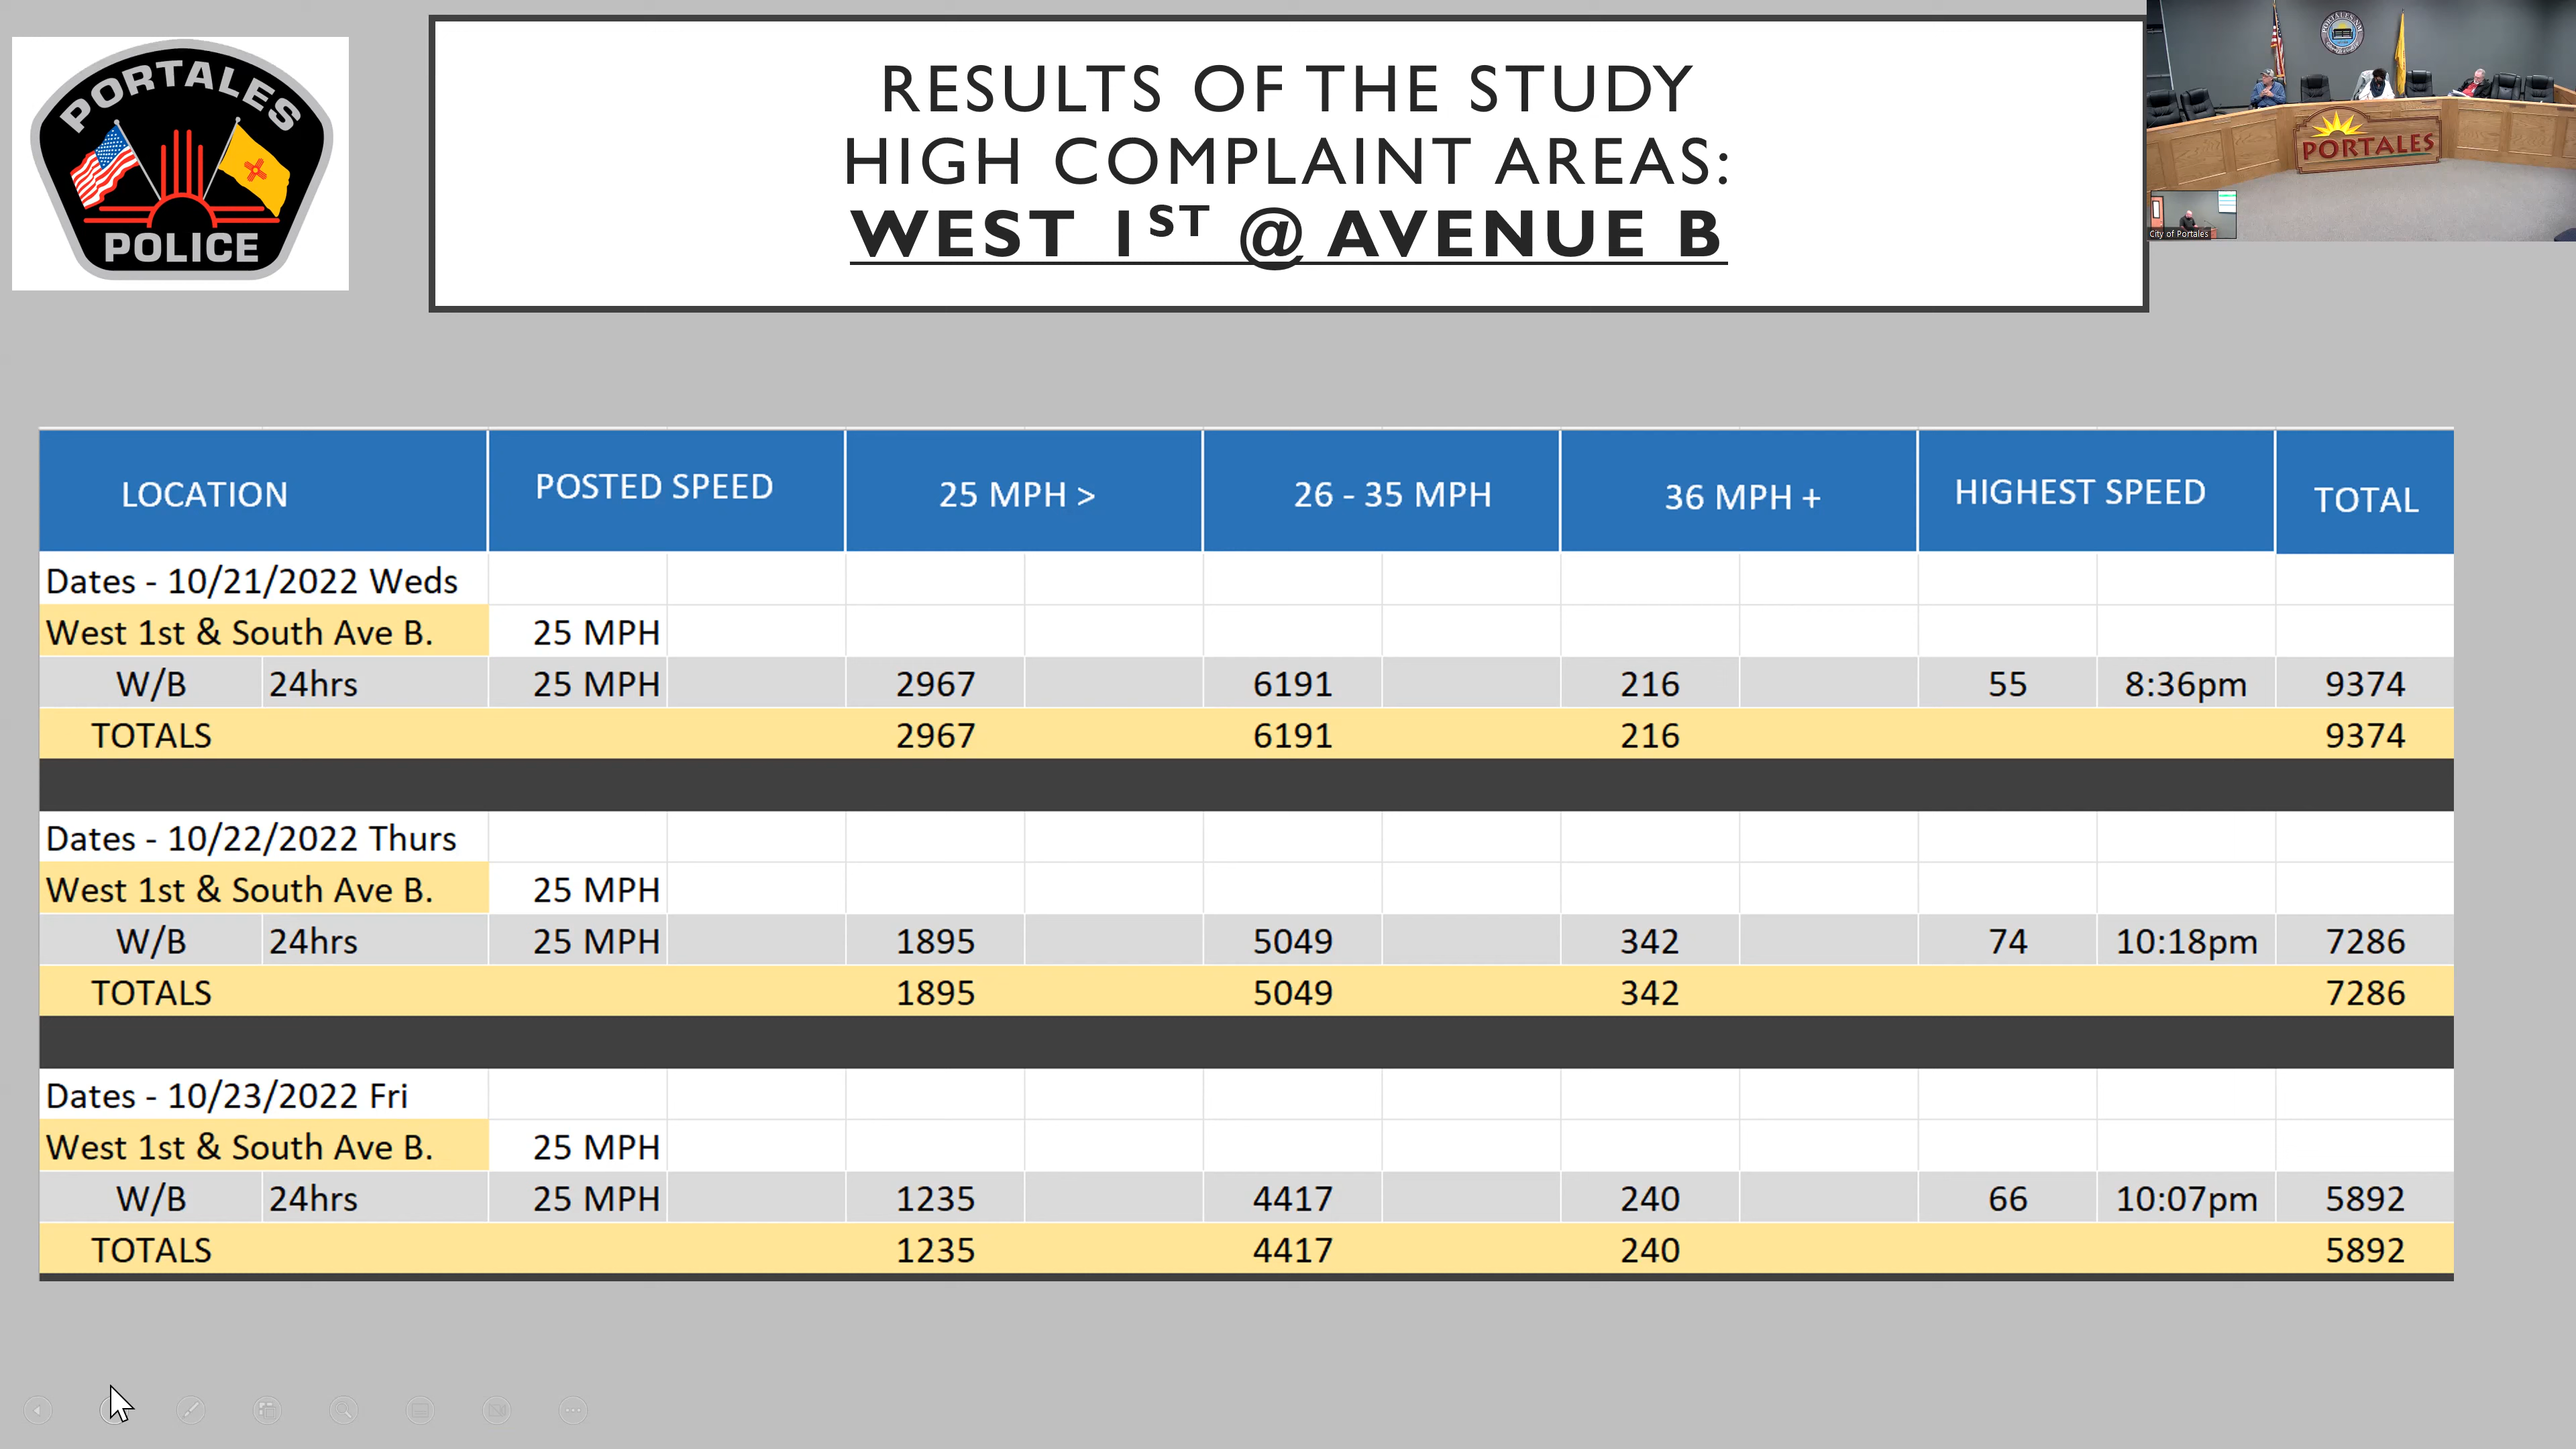 PORTALES
POLICE
RESULTS OF THE STUDY
HIGH COMPLAINT AREAS:
WEST 1ST @ AVENUE B
PORTALES
City of Portales
LOCATION POSTED SPEED 25 MPH > 26 - 35 MPH 36 MPH + HIGHEST SPEED TOTAL
Dates - 10/21/2022 Weds
West 1st & South Ave B. 25 MPH
W/B 24hrs 25 MPH 2967 6191 216 55 8:36pm 9374
TOTALS 2967 6191 216 9374
Dates - 10/22/2022 Thurs
West 1st & South Ave B. 25 MPH
W/B 24hrs 25 MPH 1895 5049 342 74 10:18pm 7286
TOTALS 1895 5049 342 7286
Dates - 10/23/2022 Fri
West 1st & South Ave B. 25 MPH
W/B 24hrs 25 MPH 1235 4417 240 66 10:07pm 5892
TOTALS 1235 4417 240 5892